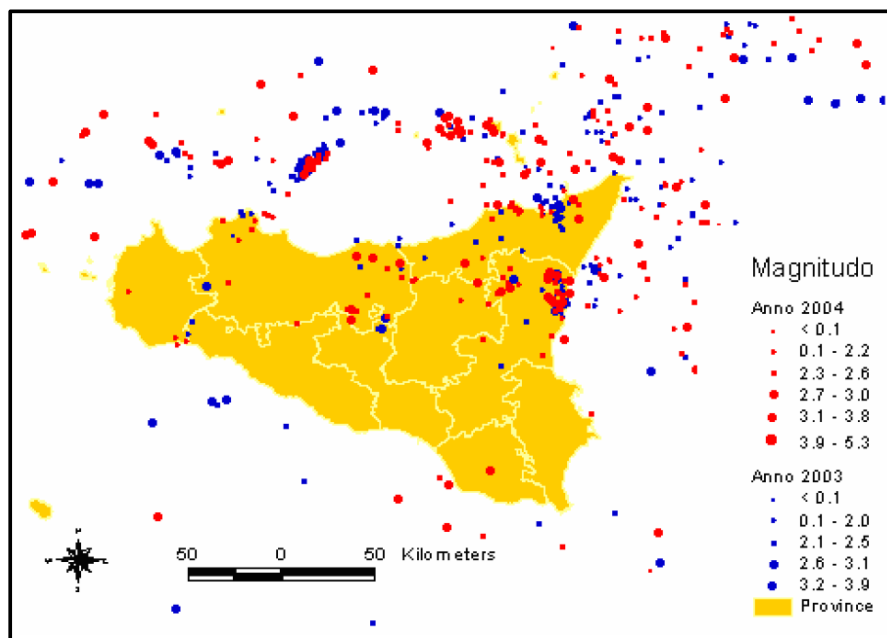 Magnitudo
Anno 2004
< 0.1
0.1 - 2.2
2.3 - 2.6
2.7 - 3.0
3.1 - 3.8
3.9 - 5.3
Anno 2003
< 0.1
0.1 - 2.0
2.1 - 2.5
2.6 - 3.1
3.2 - 3.9
Province
50 0 50 Kilometers